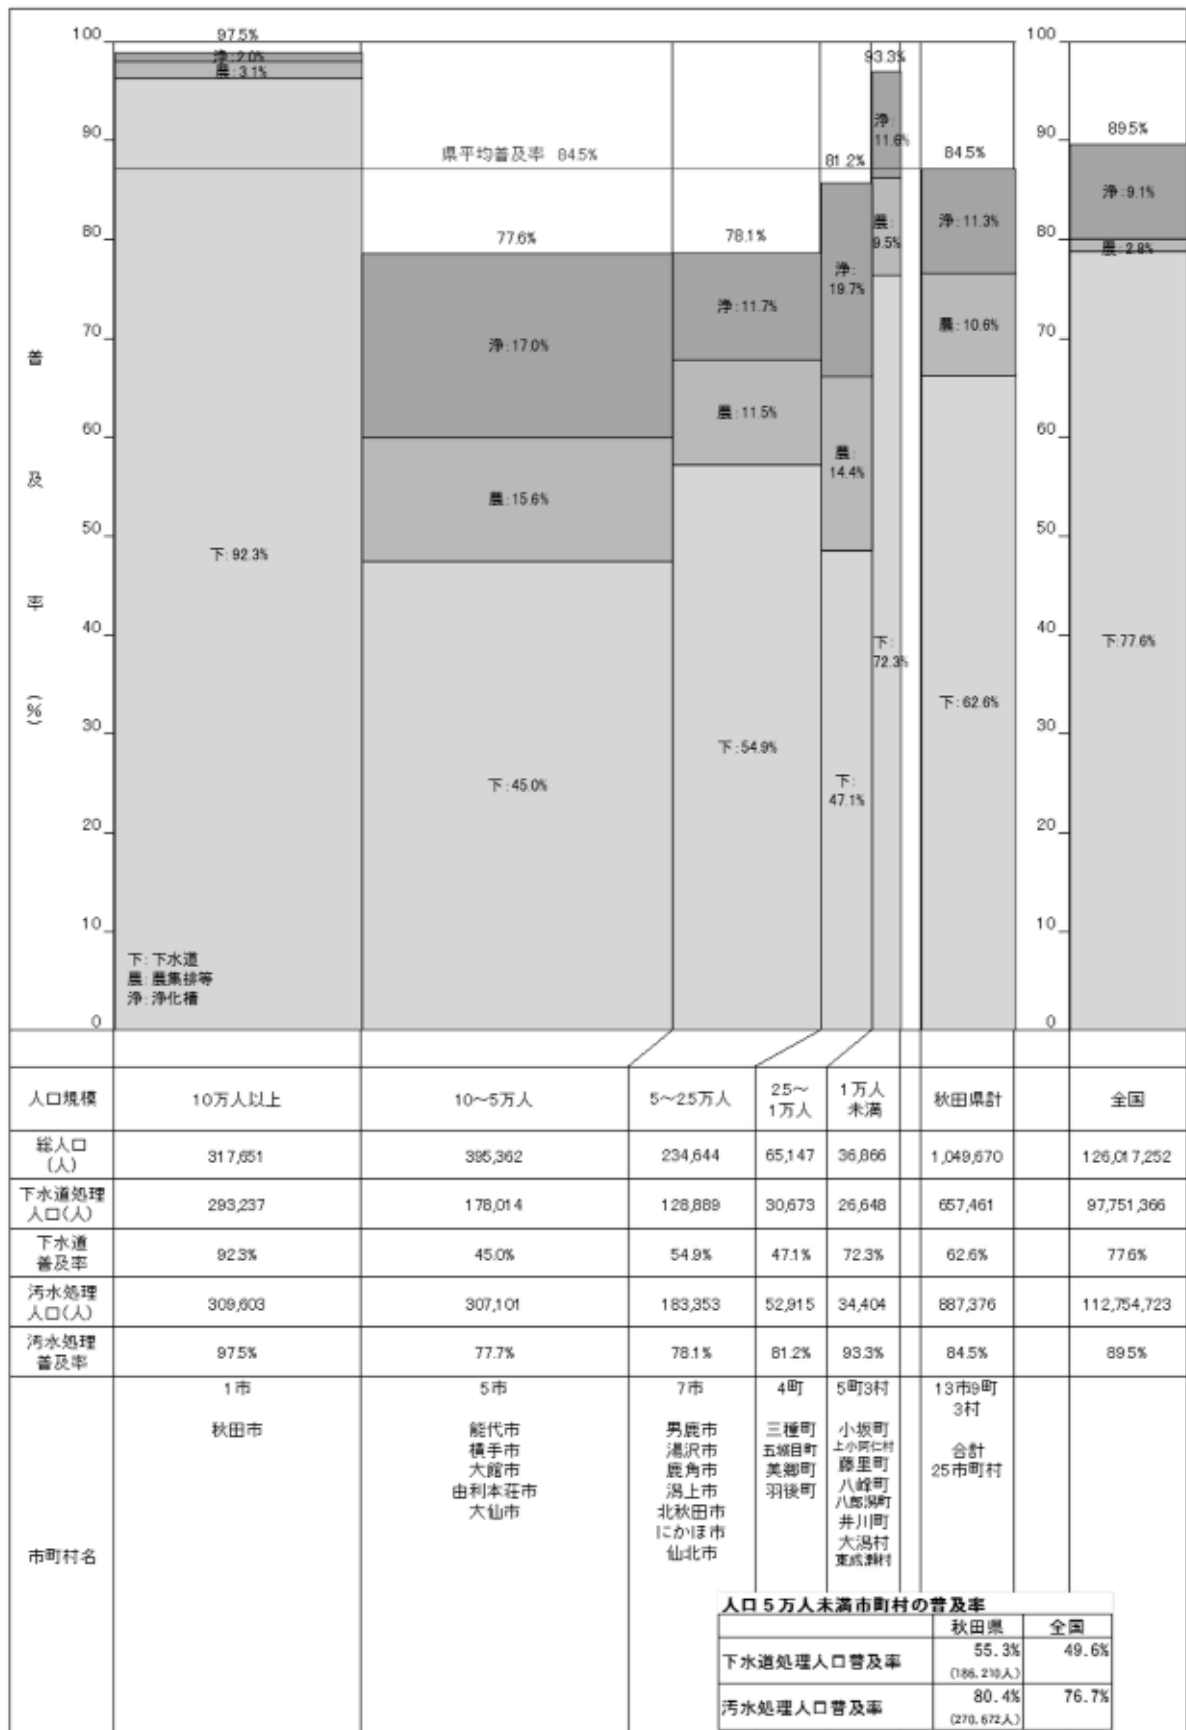 普及率(%)
100
90
80
70
60
50
40
30
20
10
0
97.5%
浄:2.0%
農:3.1%
下:92.3%
下:下水道
農:農集排等
浄:浄化槽
県平均普及率 84.5%
77.6%
浄:17.0%
農:15.6%
下:45.0%
78.1%
浄:11.7%
農:11.5%
下:54.9%
81.2%
浄:
19.7%
農:
14.4%
下:
47.1%
93.3%
浄:
11.6%
農:
9.5%
下:
72.3%
84.5%
浄:11.3%
農:10.6%
下:62.6%
100
90
80
70
60
50
40
30
20
10
0
89.5%
浄:9.1%
農:2.8%
下:77.6%
人口規模 10万人以上 10～5万人 5～2.5万人 2.5～1万人 1万人未満 秋田県計 全国
総人口(人) 317,651 395,362 234,644 65,147 36,866 1,049,670 126,017,252
下水道処理人口(人) 293,237 178,014 128,889 30,673 26,648 657,461 97,751,366
下水道普及率 92.3% 45.0% 54.9% 47.1% 72.3% 62.6% 77.6%
汚水処理人口(人) 309,603 307,101 183,353 52,915 34,404 887,376 112,754,723
汚水処理普及率 97.5% 77.7% 78.1% 81.2% 93.3% 84.5% 89.5%
市町村名
1市
秋田市
5市
能代市
横手市
大館市
由利本荘市
大仙市
7市
男鹿市
湯沢市
鹿角市
潟上市
北秋田市
にかほ市
仙北市
4町
三種町
五城目町
美郷町
羽後町
5町3村
小坂町
上小阿仁村
藤里町
八峰町
八郎潟町
井川町
大潟村
東成瀬村
13市9町
3村
合計
25市町村
人口5万人未満市町村の普及率
秋田県 全国
下水道処理人口普及率 55.3% 49.6%
(186,210人)
汚水処理人口普及率 80.4% 76.7%
(270,672人)